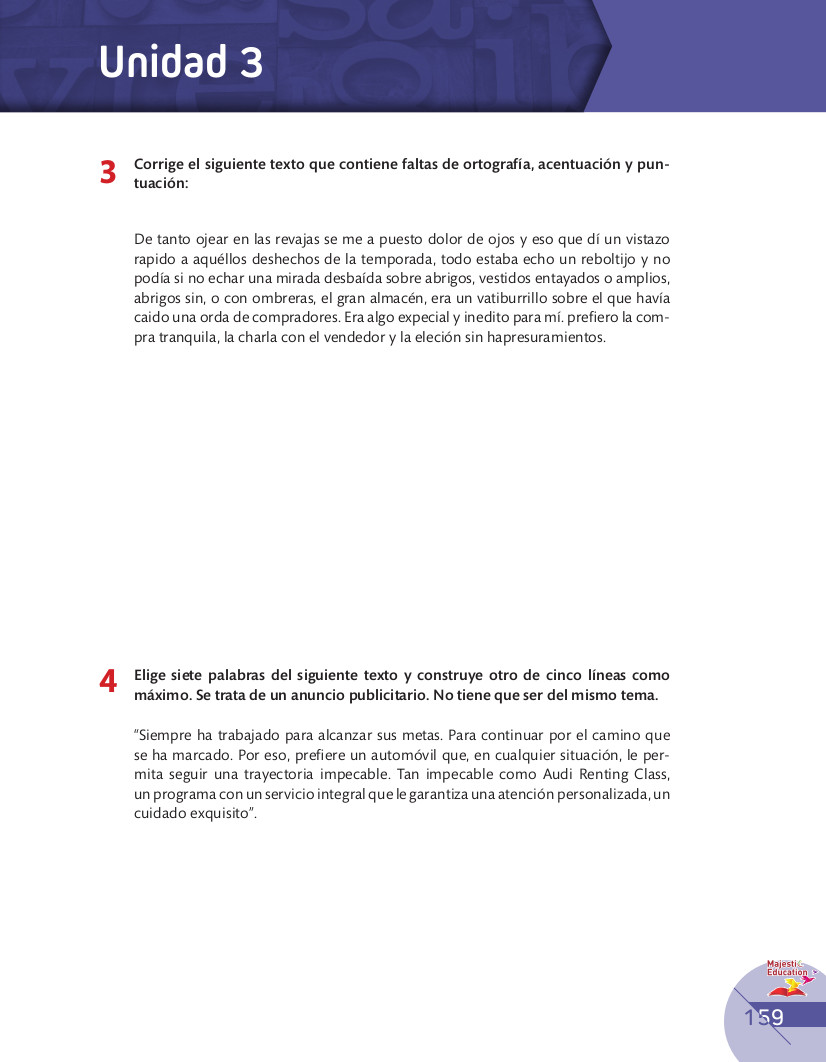 Unidad 3
3 Corrige el siguiente texto que contiene faltas de ortografía, acentuación y pun-
tuación:
De tanto ojear en las revajas se me a puesto dolor de ojos y eso que dí un vistazo
rapido a aquéllos deshechos de la temporada, todo estaba echo un reboltijo y no
podía si no echar una mirada desbaída sobre abrigos, vestidos entayados o amplios,
abrigos sin, o con ombreras, el gran almacén, era un vatiburrillo sobre el que havía
caido una orda de compradores. Era algo expecial y inedito para mí. prefiero la com-
pra tranquila, la charla con el vendedor y la eleción sin hapresuramientos.
4 Elige siete palabras del siguiente texto y construye otro de cinco líneas como
máximo. Se trata de un anuncio publicitario. No tiene que ser del mismo tema.
"Siempre ha trabajado para alcanzar sus metas. Para continuar por el camino que
se ha marcado. Por eso, prefiere un automóvil que, en cualquier situación, le per-
mita seguir una trayectoria impecable. Tan impecable como Audi Renting Class,
un programa con un servicio integral que le garantiza una atención personalizada, un
cuidado exquisito".
Majestic
Education
159